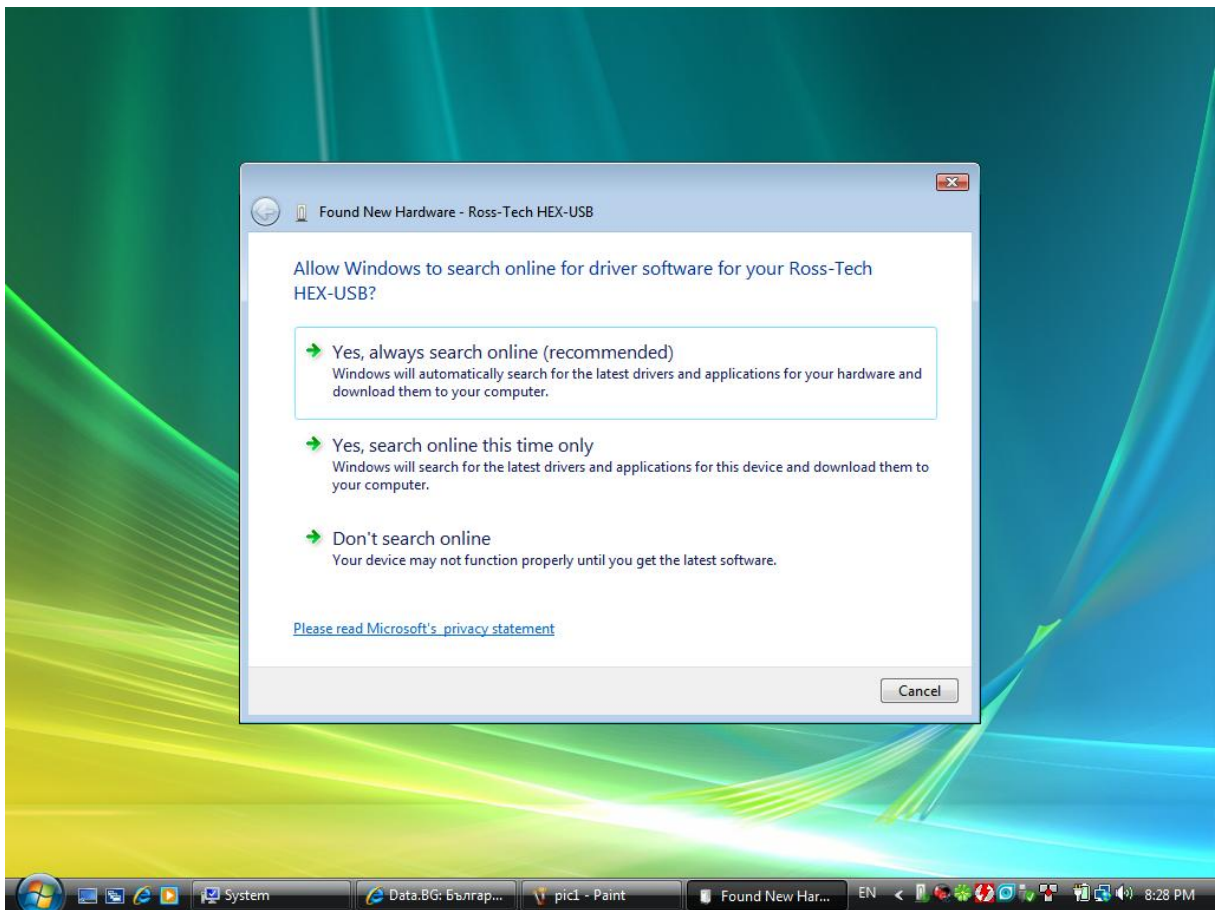 Found New Hardware - Ross-Tech HEX-USB
Allow Windows to search online for driver software for your Ross-Tech
HEX-USB?
Yes, always search online (recommended)
Windows will automatically search for the latest drivers and applications for your hardware and
download them to your computer.
Yes, search online this time only
Windows will search for the latest drivers and applications for this device and download them to
your computer.
Don't search online
Your device may not function properly until you get the latest software.
Please read Microsoft's privacy statement
Cancel
System
Data.BG: Българ...
pic1 - Paint
Found New Har...
EN
8:28 PM